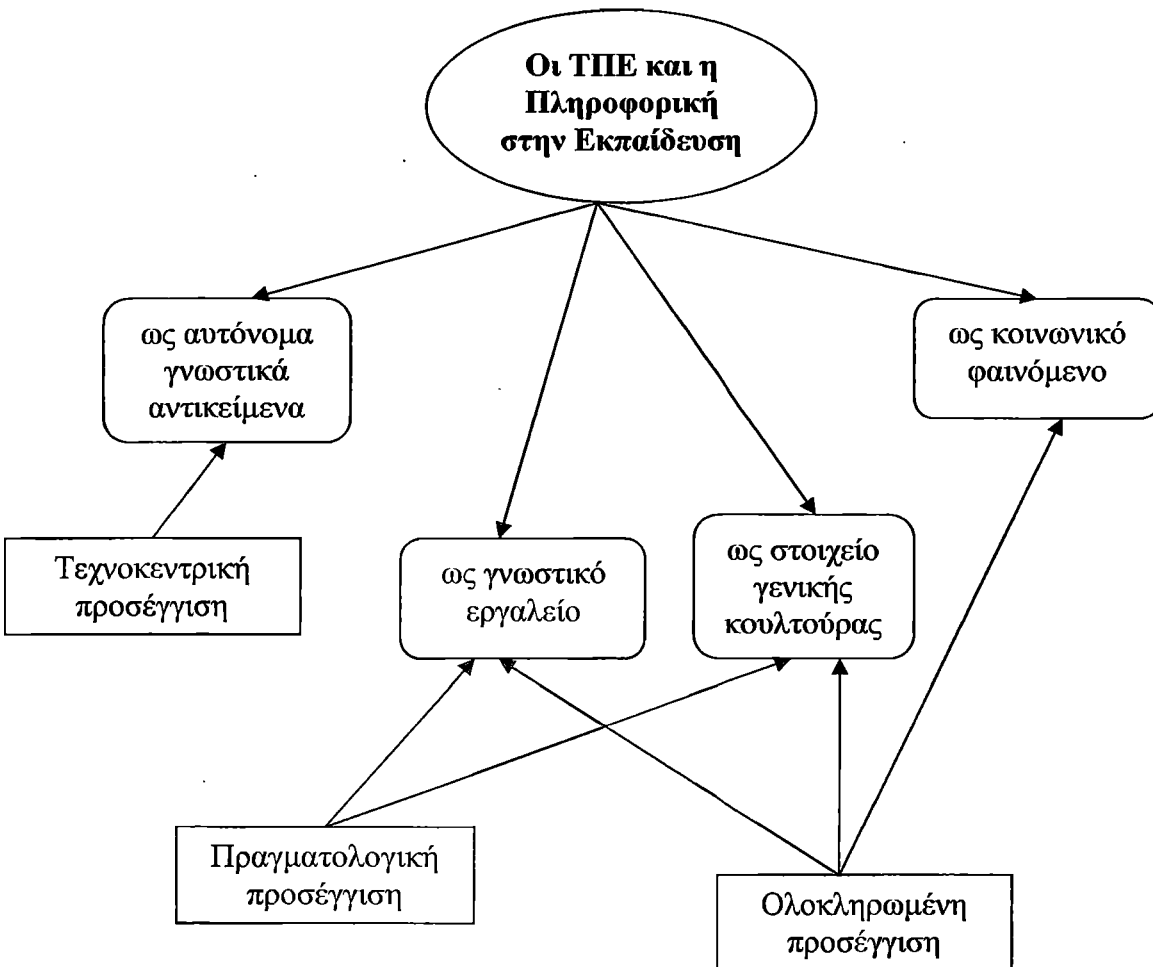 Οι ΤΠΕ και η
Πληροφορική
στην Εκπαίδευση
ως αυτόνομα
γνωστικά
αντικείμενα
ως κοινωνικό
φαινόμενο
Τεχνοκεντρική
προσέγγιση
ως γνωστικό
εργαλείο
ως στοιχείο
γενικής
κουλτούρας
Πραγματολογική
προσέγγιση
Ολοκληρωμένη
προσέγγιση